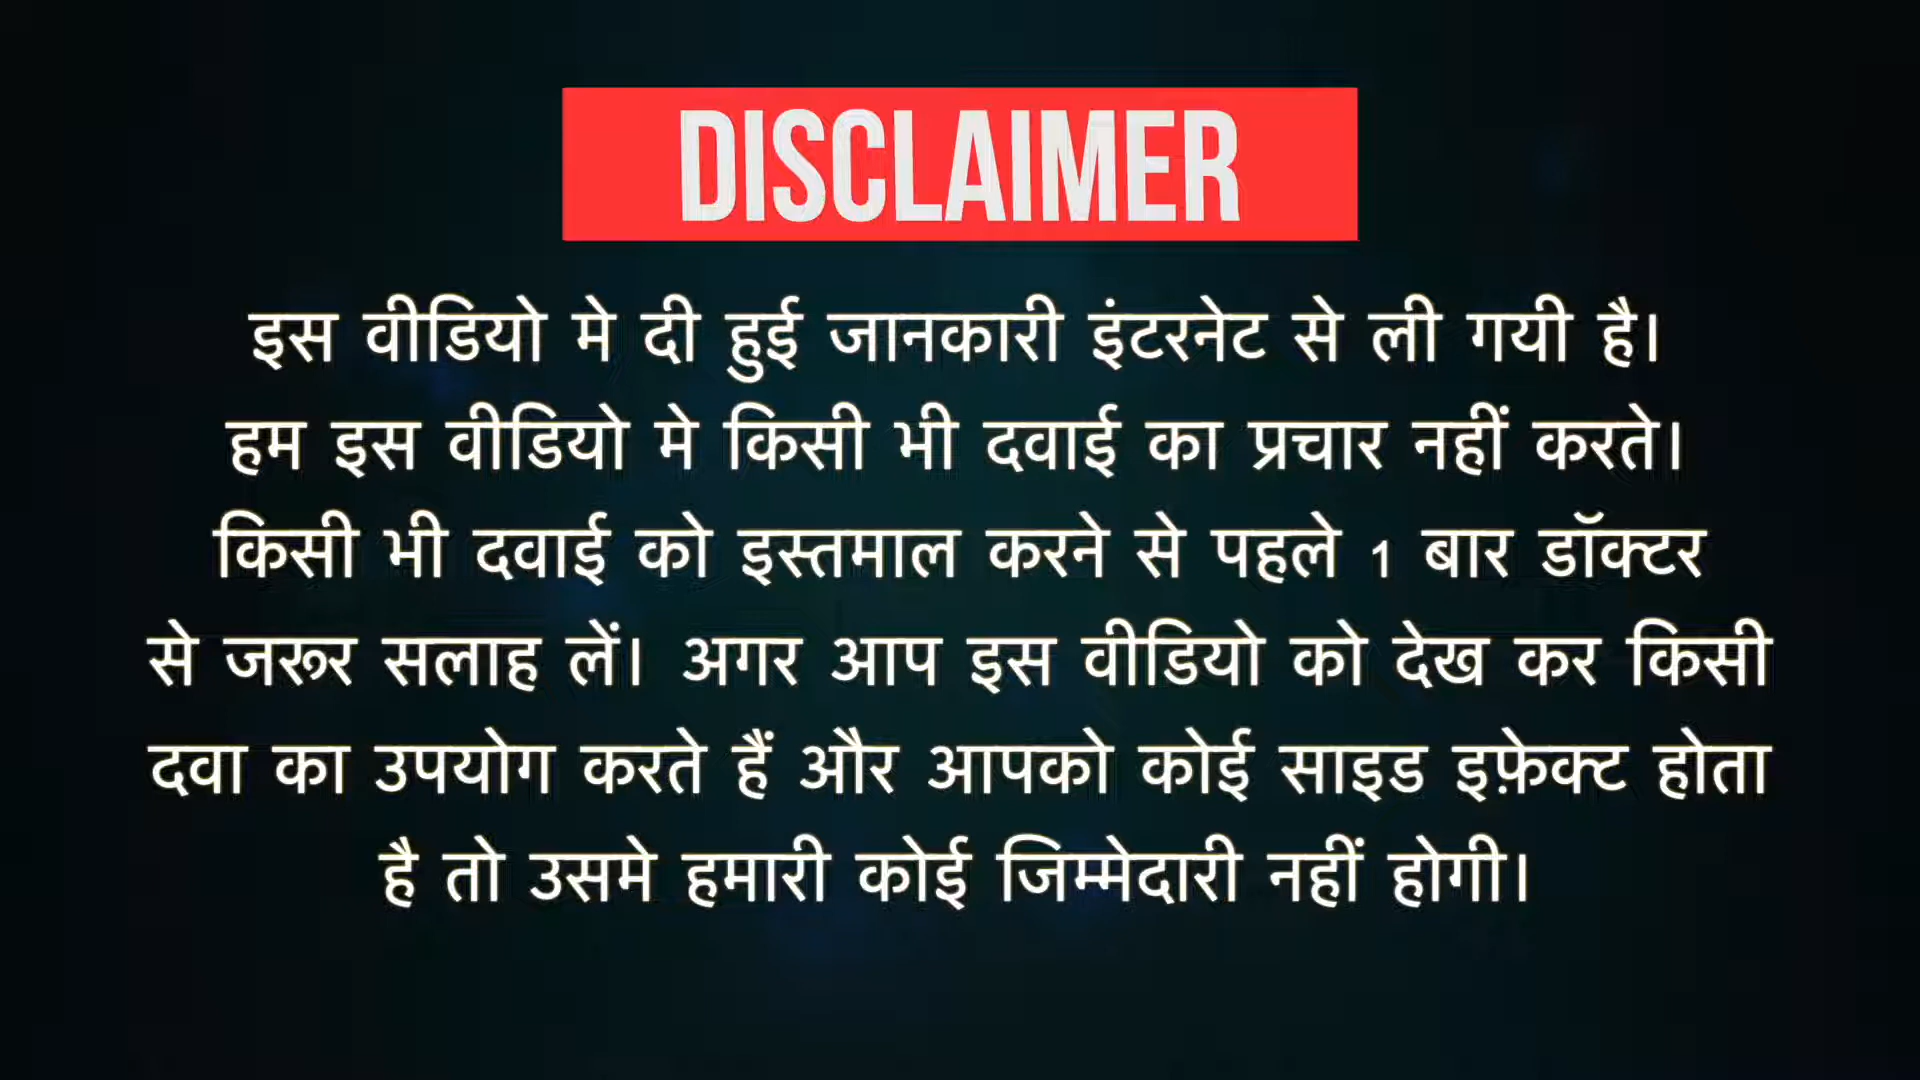 DISCLAIMER
इस वीडियो मे दी हुई जानकारी इंटरनेट से ली गयी है।
हम इस वीडियो मे किसी भी दवाई का प्रचार नहीं करते।
किसी भी दवाई को इस्तमाल करने से पहले 1 बार डॉक्टर
से जरूर सलाह लें। अगर आप इस वीडियो को देख कर किसी
दवा का उपयोग करते हैं और आपको कोई साइड इफ़ेक्ट होता
है तो उसमे हमारी कोई जिम्मेदारी नहीं होगी।